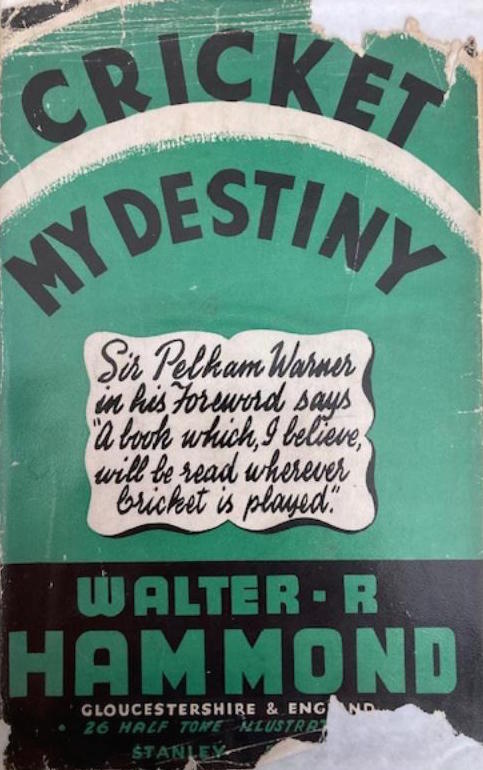 CRICKET
MY DESTINY
Sir Pelham Warner
in his Foreword says
"A book which, I believe,
will be read wherever
Cricket is played."
WALTER - R
HAMMOND
GLOUCESTERSHIRE &
26 HALF TONE
STANLEY